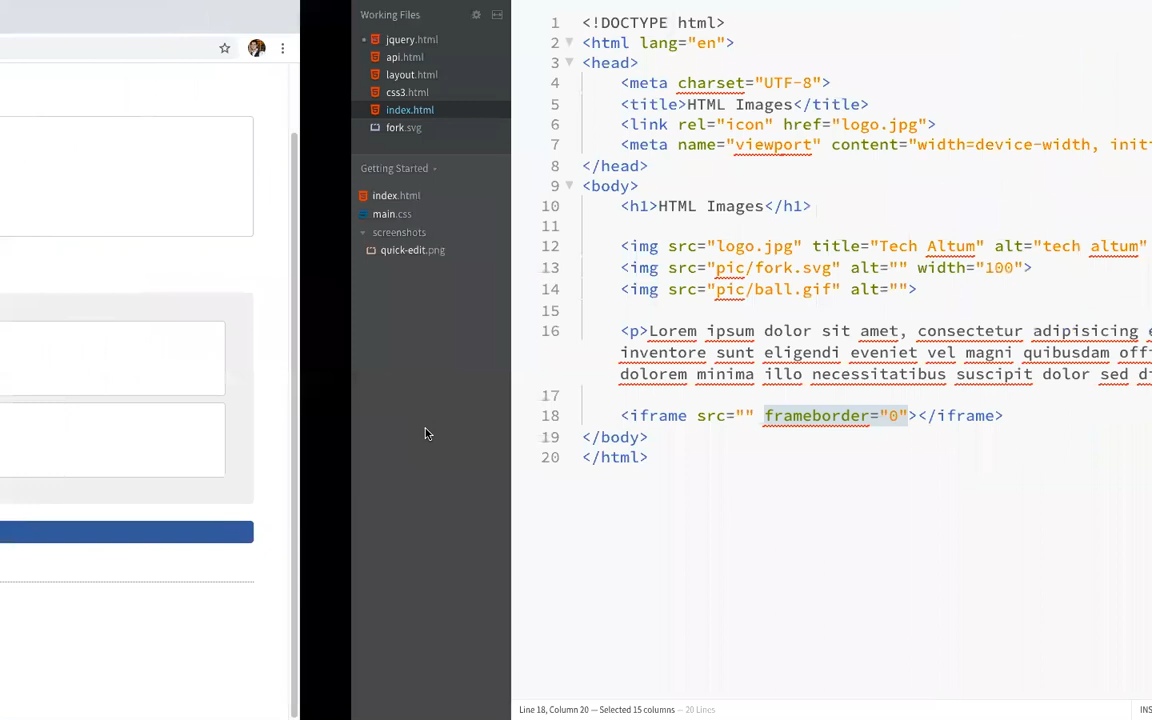 Working Files
jquery.html
api.html
layout.html
css3.html
index.html
fork.svg
Getting Started
index.html
main.css
screenshots
quick-edit.png
1 <!DOCTYPE html>
2 <html lang="en">
3 <head>
4 <meta charset="UTF-8">
5 <title>HTML Images</title>
6 <link rel="icon" href="logo.jpg">
7 <meta name="viewport" content="width=device-width, initi
8 </head>
9 <body>
10 <h1>HTML Images</h1>
11
12 <img src="logo.jpg" title="Tech Altum" alt="tech altum"
13 <img src="pic/fork.svg" alt="" width="100">
14 <img src="pic/ball.gif" alt="">
15
16 <p>Lorem ipsum dolor sit amet, consectetur adipisicing e
inventore sunt eligendi eveniet vel magni quibusdam offi
dolorem minima illo necessitatibus suscipit dolor sed di
17
18 <iframe src="" frameborder="0"></iframe>
19 </body>
20 </html>
Line 18, Column 20 — Selected 15 columns — 20 Lines
INS